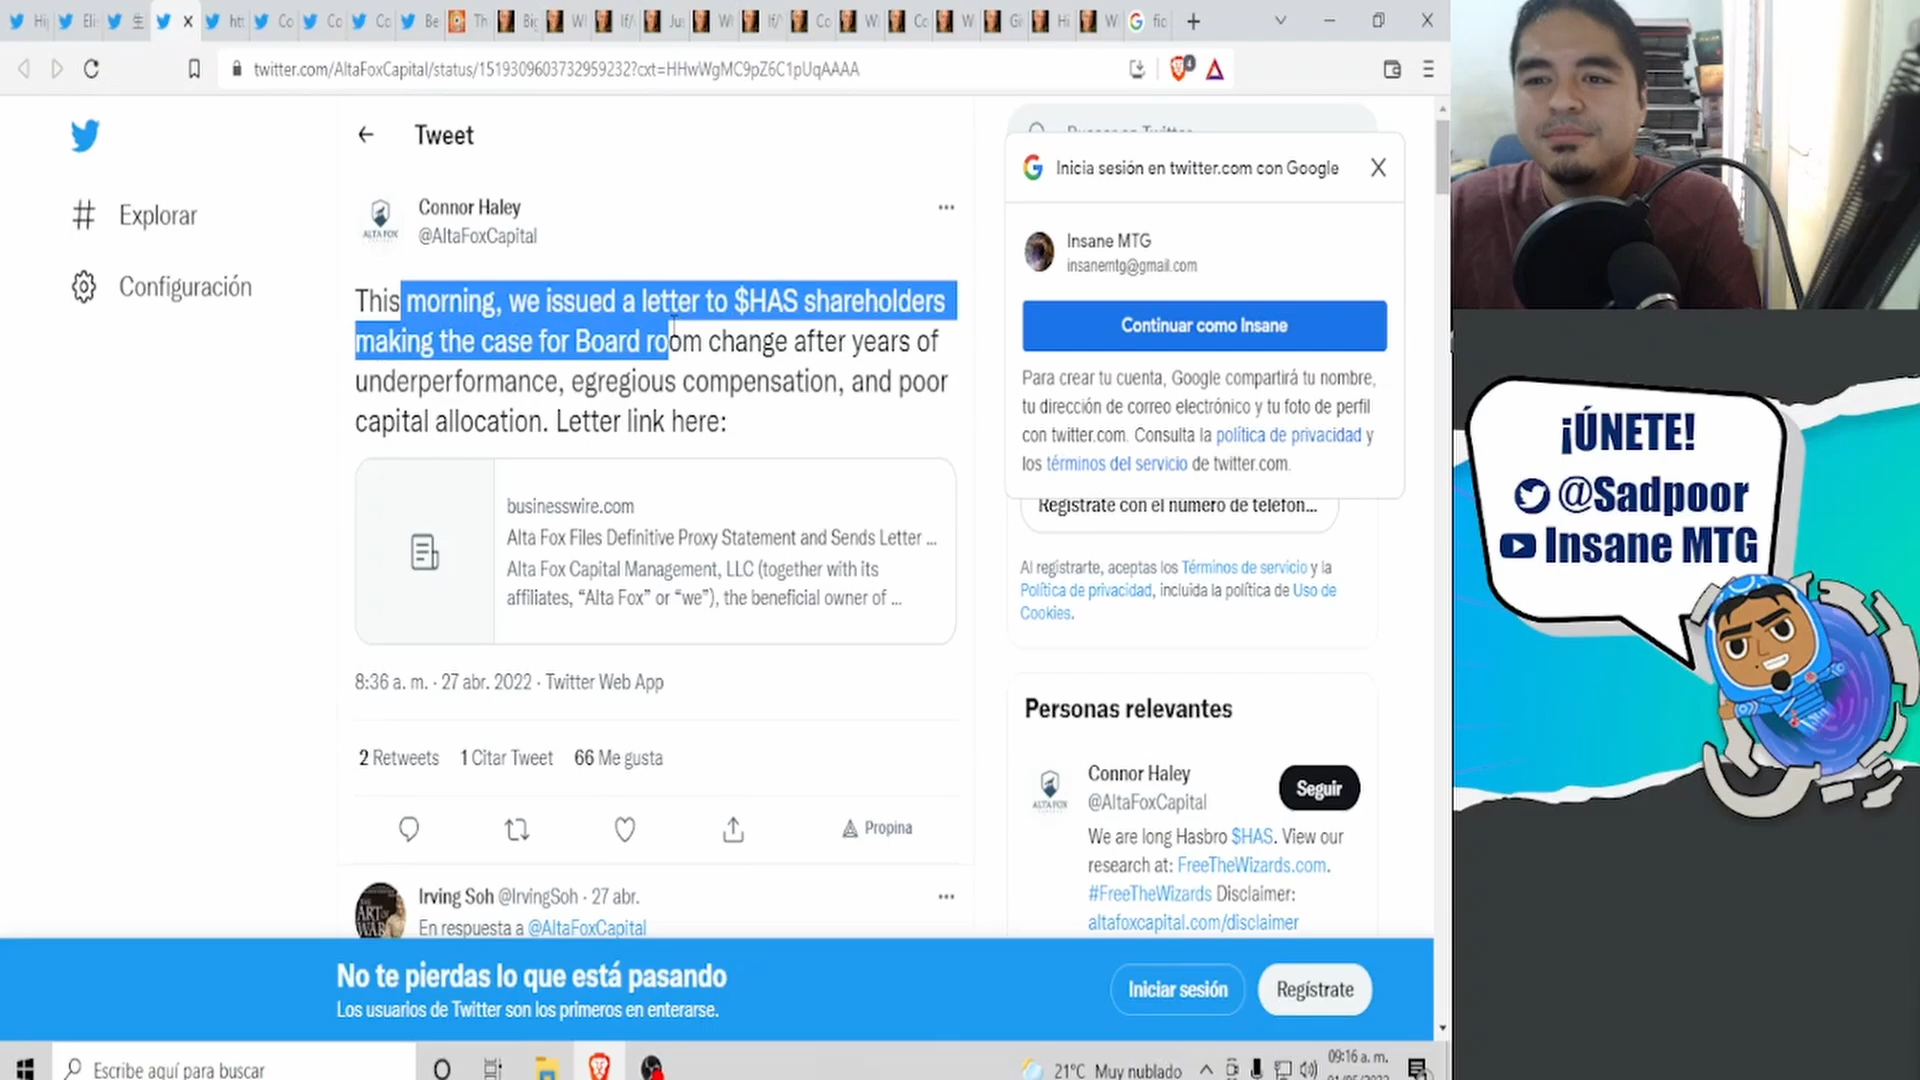 twitter.com/AltaFoxCapital/status/1519309603732959232?cxt=HHwWgMC9pZ6C1pUqAAAA
4
Explorar
Configuración
Tweet
Connor Haley
@AltaFoxCapital
ALTA FOX
This morning, we issued a letter to $HAS shareholders
making the case for Board room change after years of
underperformance, egregious compensation, and poor
capital allocation. Letter link here:
businesswire.com
Alta Fox Files Definitive Proxy Statement and Sends Letter ...
Alta Fox Capital Management, LLC (together with its
affiliates, “Alta Fox” or “we”), the beneficial owner of ...
8:36 a. m. · 27 abr. 2022 · Twitter Web App
2 Retweets 1 Citar Tweet 66 Me gusta
Propina
Irving Soh @IrvingSoh · 27 abr.
En respuesta a @AltaFoxCapital
ART
WAR
Buscar en Twitter
Inicia sesión en twitter.com con Google
Insane MTG
insanemtg@gmail.com
Continuar como Insane
Para crear tu cuenta, Google compartirá tu nombre,
tu dirección de correo electrónico y tu foto de perfil
con twitter.com. Consulta la política de privacidad y
los términos del servicio de twitter.com.
Regístrate con el número de teléfon...
Al registrarte, aceptas los Términos de servicio y la
Política de privacidad, incluida la política de Uso de
Cookies.
Personas relevantes
Connor Haley
@AltaFoxCapital
Seguir
ALTA FOX
We are long Hasbro $HAS. View our
research at: FreeTheWizards.com.
#FreeTheWizards Disclaimer:
altafoxcapital.com/disclaimer
No te pierdas lo que está pasando
Los usuarios de Twitter son los primeros en enterarse.
Iniciar sesión
Regístrate
Escribe aquí para buscar
21°C Muy nublado
09:16 a. m.
¡ÚNETE!
@Sadpoor
Insane MTG